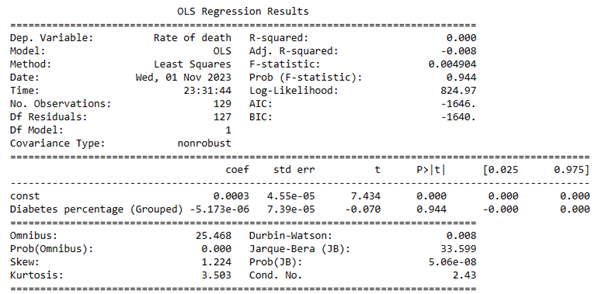 OLS Regression Results
==============================================================================
Dep. Variable: Rate of death R-squared: 0.000
Model: OLS Adj. R-squared: -0.008
Method: Least Squares F-statistic: 0.004904
Date: Wed, 01 Nov 2023 Prob (F-statistic): 0.944
Time: 23:31:44 Log-Likelihood: 824.97
No. Observations: 129 AIC: -1646.
Df Residuals: 127 BIC: -1640.
Df Model: 1
Covariance Type: nonrobust
==============================================================================
coef std err t P>|t| [0.025 0.975]
------------------------------------------------------------------------------
const 0.0003 4.55e-05 7.434 0.000 0.000 0.000
Diabetes percentage (Grouped) -5.173e-06 7.39e-05 -0.070 0.944 -0.000 0.000
==============================================================================
Omnibus: 25.468 Durbin-Watson: 0.008
Prob(Omnibus): 0.000 Jarque-Bera (JB): 33.599
Skew: 1.224 Prob(JB): 5.06e-08
Kurtosis: 3.503 Cond. No. 2.43
==============================================================================